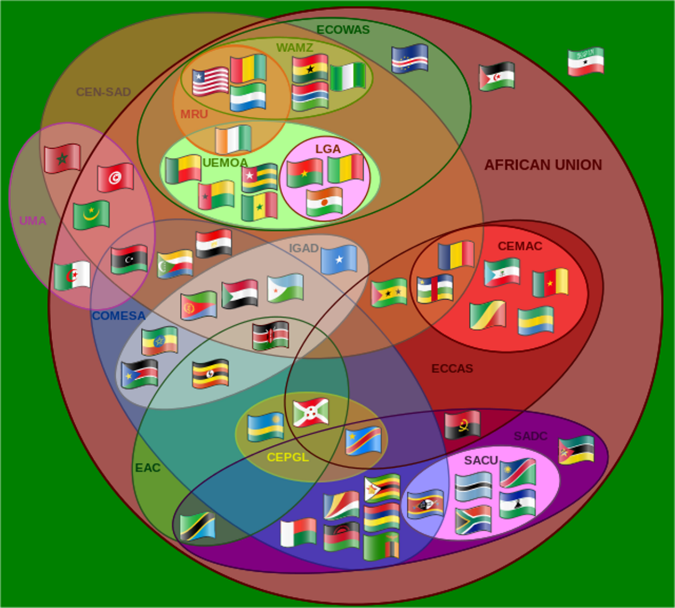 ECOWAS
WAMZ
CEN-SAD
MRU
LGA
UEMOA
AFRICAN UNION
UMA
IGAD
CEMAC
COMESA
ECCAS
SADC
CEPGL
SACU
EAC